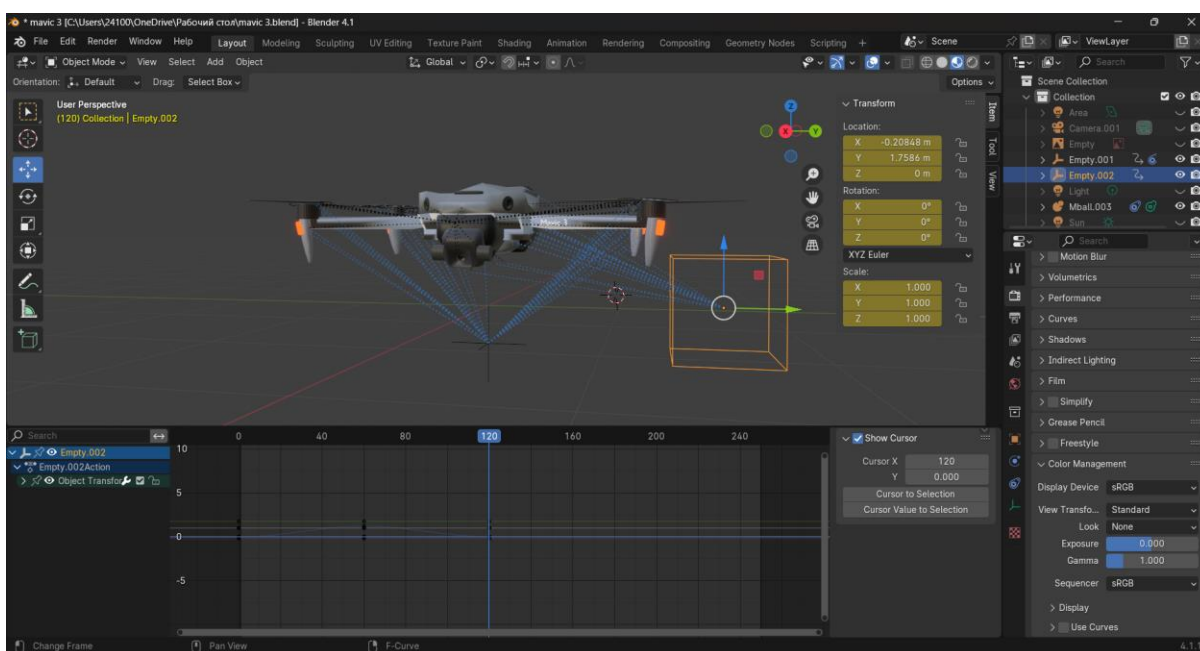 * mavic 3 [C:\Users\24100\OneDrive\Рабочий стол\mavic 3.blend] - Blender 4.1
File Edit Render Window Help Layout Modeling Sculpting UV Editing Texture Paint Shading Animation Rendering Compositing Geometry Nodes Scripting + Scene ViewLayer
Object Mode View Select Add Object Global Search
Orientation: Default Drag: Select Box Options
Scene Collection
Collection
Area
Camera.001
Empty
Empty.001
Empty.002
Light
Mball.003
Sun
User Perspective
(120) Collection | Empty.002
Z
X
Y
Transform
Location:
X -0.20848 m
Y 1.7586 m
Z 0 m
Rotation:
X 0°
Y 0°
Z 0°
XYZ Euler
Scale:
X 1.000
Y 1.000
Z 1.000
Item
Tool
View
Search
Motion Blur
Volumetrics
Performance
Curves
Shadows
Indirect Lighting
Film
Simplify
Grease Pencil
Freestyle
Color Management
Display Device sRGB
View Transfo... Standard
Look None
Exposure 0.000
Gamma 1.000
Sequencer sRGB
Display
Use Curves
Search
0 40 80 120 160 200 240
Empty.002
Empty.002Action
Object Transfor
10
5
0
-5
Show Cursor
Cursor X 120
Y 0.000
Cursor to Selection
Cursor Value to Selection
Change Frame Pan View F-Curve